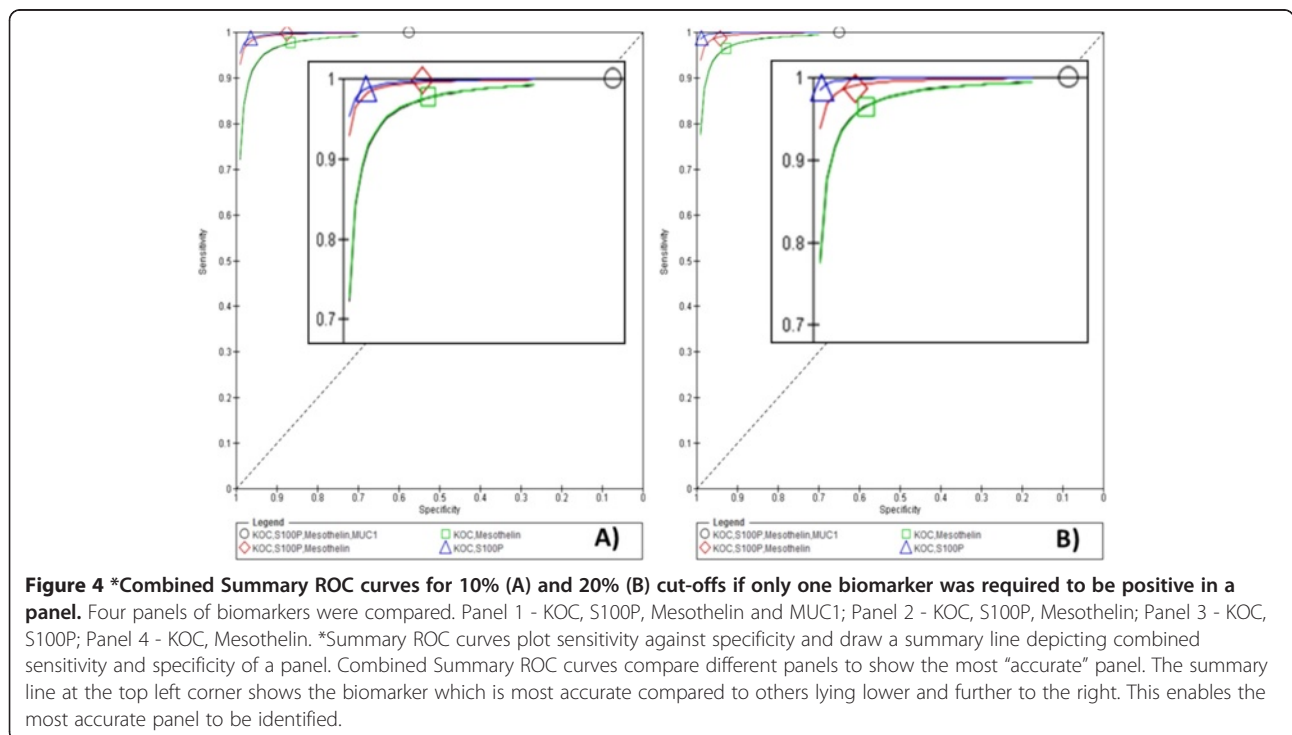 1
0.9
0.8
0.7
0.6
0.5
0.4
0.3
0.2
0.1
0
Sensitivity
1 0.9 0.8 0.7 0.6 0.5 0.4 0.3 0.2 0.1 0
Specificity
1
0.9
0.8
0.7
Legend
KOC,S100P,Mesothelin,MUC1
KOC,Mesothelin
KOC,S100P,Mesothelin
KOC,S100P
A)
1
0.9
0.8
0.7
0.6
0.5
0.4
0.3
0.2
0.1
0
Sensitivity
1 0.9 0.8 0.7 0.6 0.5 0.4 0.3 0.2 0.1 0
Specificity
1
0.9
0.8
0.7
Legend
KOC,S100P,Mesothelin,MUC1
KOC,Mesothelin
KOC,S100P,Mesothelin
KOC,S100P
B)
Figure 4 *Combined Summary ROC curves for 10% (A) and 20% (B) cut-offs if only one biomarker was required to be positive in a
panel. Four panels of biomarkers were compared. Panel 1 - KOC, S100P, Mesothelin and MUC1; Panel 2 - KOC, S100P, Mesothelin; Panel 3 - KOC,
S100P; Panel 4 - KOC, Mesothelin. *Summary ROC curves plot sensitivity against specificity and draw a summary line depicting combined
sensitivity and specificity of a panel. Combined Summary ROC curves compare different panels to show the most “accurate” panel. The summary
line at the top left corner shows the biomarker which is most accurate compared to others lying lower and further to the right. This enables the
most accurate panel to be identified.